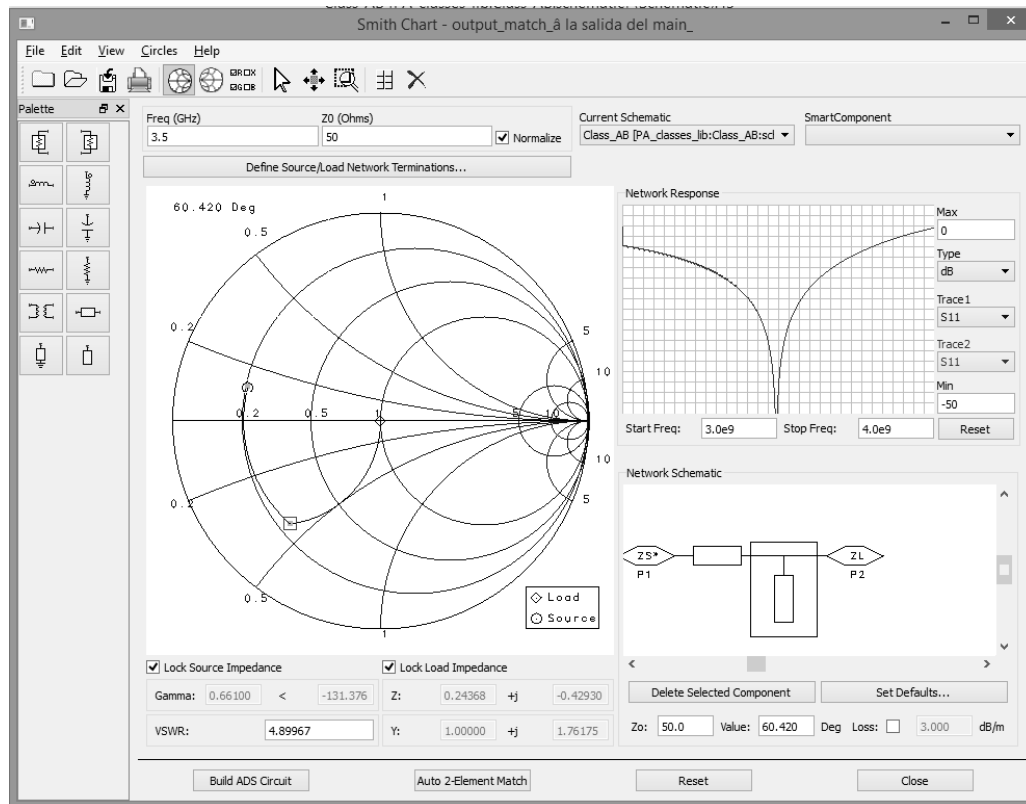 Smith Chart - output_match_â la salida del main_
File Edit View Circles Help
Palette
Freq (GHz)
3.5
Z0 (Ohms)
50
Normalize
Current Schematic
Class_AB [PA_classes_lib:Class_AB:scl
SmartComponent
Define Source/Load Network Terminations...
60.420 Deg
1
0.5
0.2
0.2 0.5 1 5 10
5
10
10
5
0.2
0.5
1
Load
Source
Network Response
Max
0
Type
dB
Trace1
S11
Trace2
S11
Min
-50
Start Freq: 3.0e9 Stop Freq: 4.0e9 Reset
Network Schematic
ZS*
P1
ZL
P2
Lock Source Impedance
Lock Load Impedance
Gamma: 0.66100 < -131.376 Z: 0.24368 +j -0.42930
VSWR: 4.89967 Y: 1.00000 +j 1.76175
Delete Selected Component Set Defaults...
Zo: 50.0 Value: 60.420 Deg Loss: 3.000 dB/m
Build ADS Circuit Auto 2-Element Match Reset Close